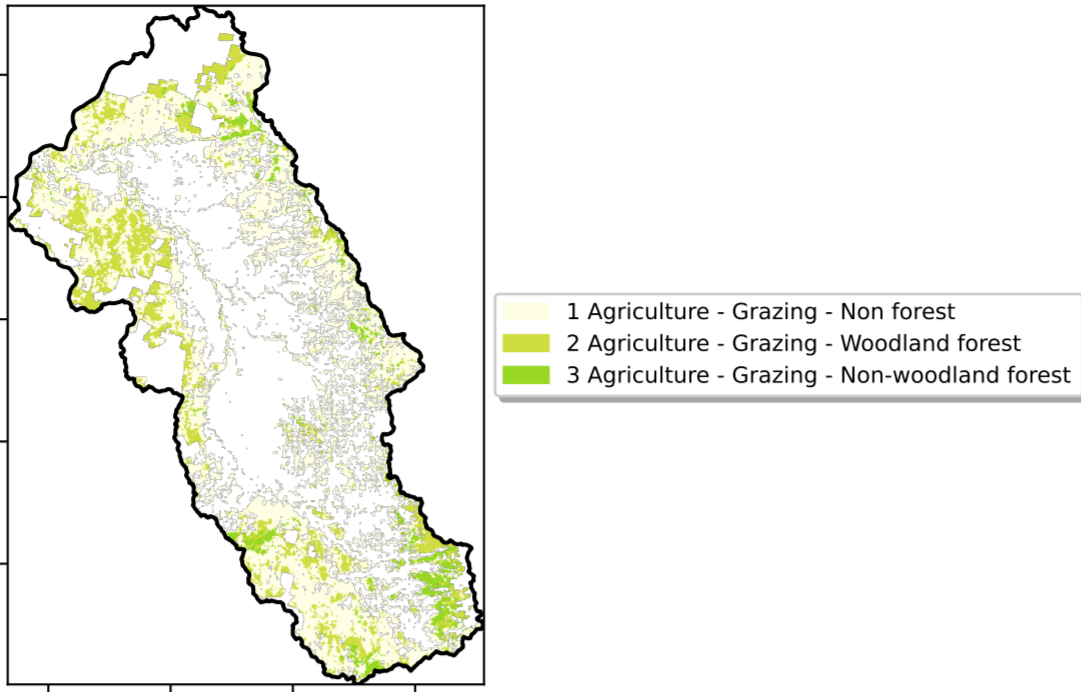 1 Agriculture - Grazing - Non forest
2 Agriculture - Grazing - Woodland forest
3 Agriculture - Grazing - Non-woodland forest